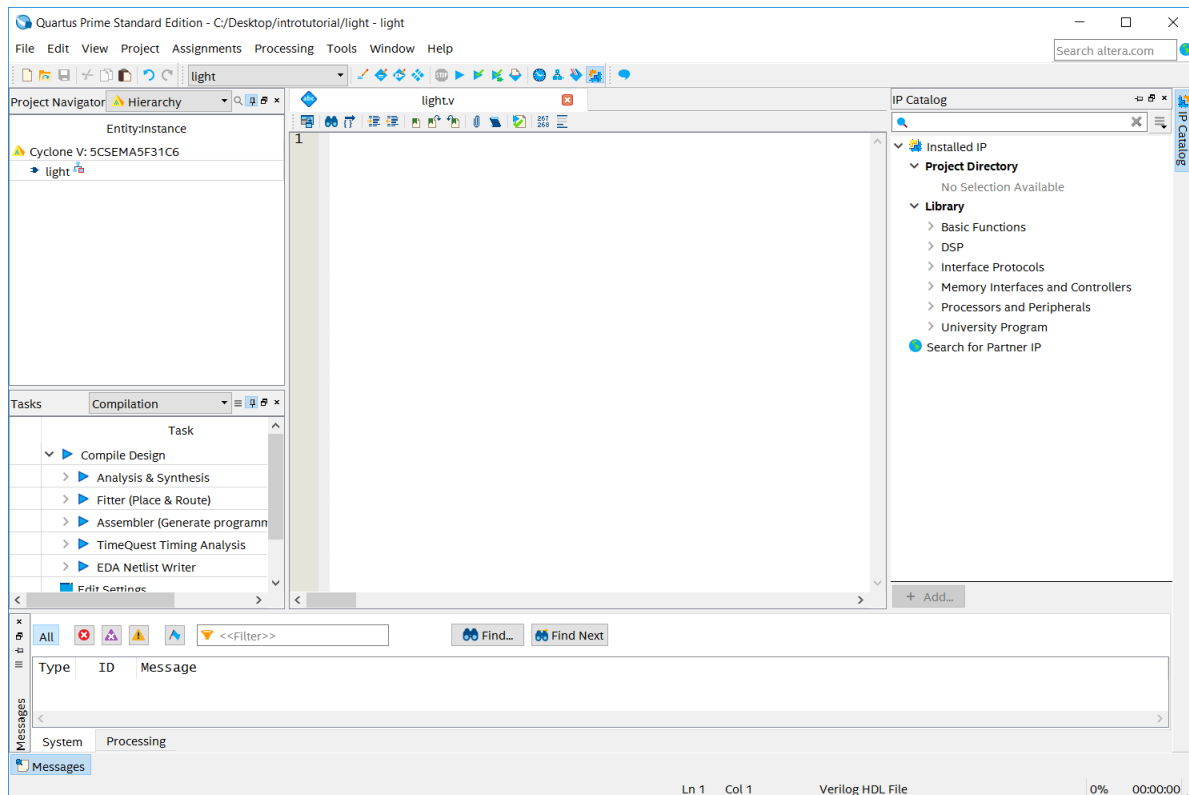 Quartus Prime Standard Edition - C:/Desktop/introtutorial/light - light
File Edit View Project Assignments Processing Tools Window Help
Search altera.com
light
Project Navigator Hierarchy
Entity:Instance
Cyclone V: 5CSEMA5F31C6
light
Tasks Compilation
Task
Compile Design
Analysis & Synthesis
Fitter (Place & Route)
Assembler (Generate programm
TimeQuest Timing Analysis
EDA Netlist Writer
Edit Settings
abc light.v
267
268
1
IP Catalog
Installed IP
Project Directory
No Selection Available
Library
Basic Functions
DSP
Interface Protocols
Memory Interfaces and Controllers
Processors and Peripherals
University Program
Search for Partner IP
+ Add...
IP Catalog
All <<Filter>> Find... Find Next
Type ID Message
Messages
System Processing
Messages
Ln 1 Col 1 Verilog HDL File 0% 00:00:00